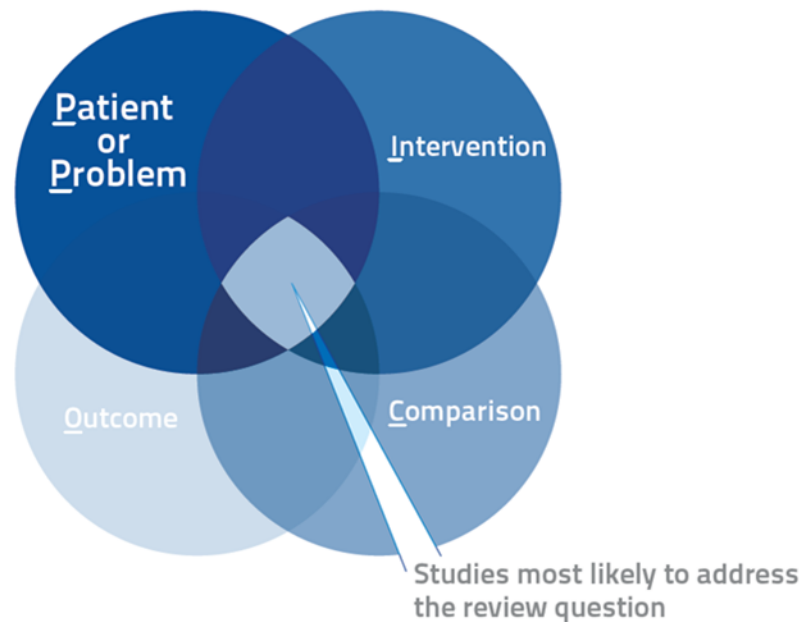 Patient
or
Problem
Intervention
Outcome
Comparison
Studies most likely to address
the review question